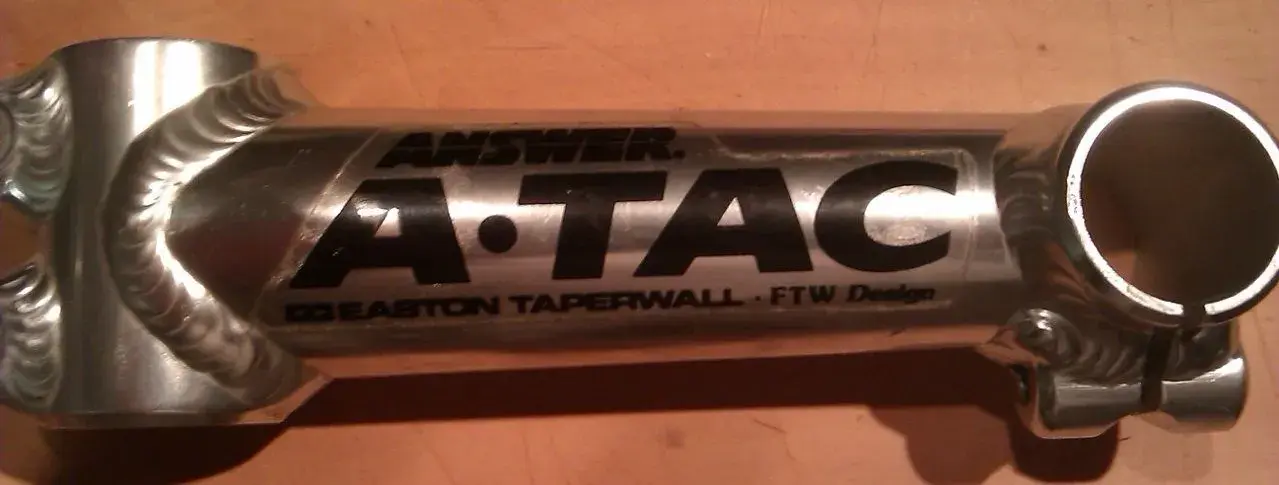 ANSWER.
A·TAC
EASTON TAPERWALL · FTW Design